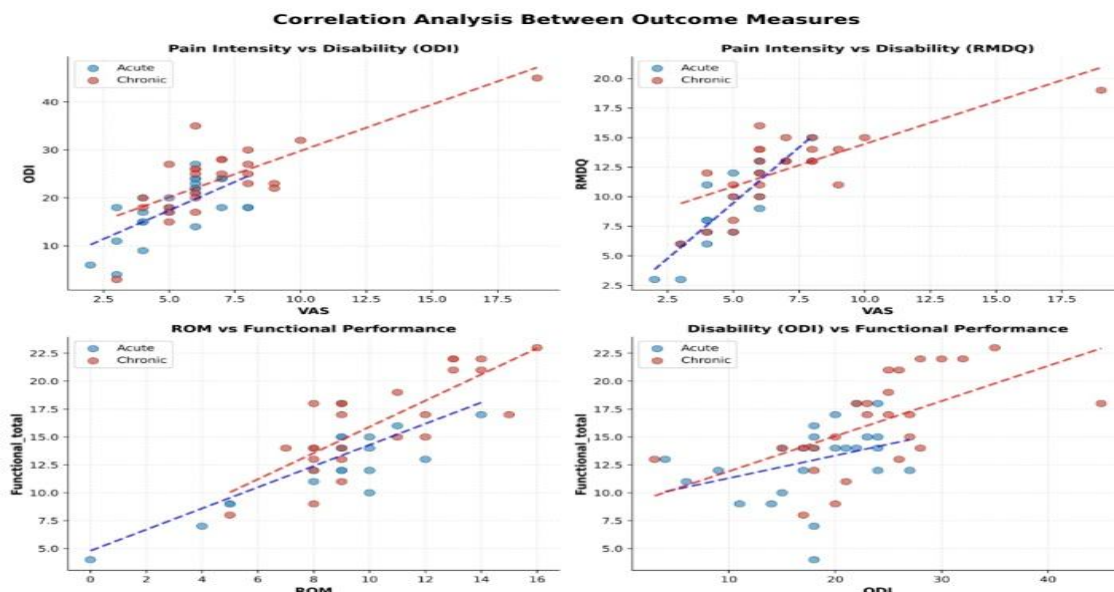 Correlation Analysis Between Outcome Measures
Pain Intensity vs Disability (ODI)
Acute
Chronic
ODI
40
30
20
10
2.5 5.0 7.5 10.0 12.5 15.0 17.5
VAS
Pain Intensity vs Disability (RMDQ)
Acute
Chronic
RMDQ
20.0
17.5
15.0
12.5
10.0
7.5
5.0
2.5
2.5 5.0 7.5 10.0 12.5 15.0 17.5
VAS
ROM vs Functional Performance
Acute
Chronic
Functional_total
22.5
20.0
17.5
15.0
12.5
10.0
7.5
5.0
0 2 4 6 8 10 12 14 16
ROM
Disability (ODI) vs Functional Performance
Acute
Chronic
Functional_total
22.5
20.0
17.5
15.0
12.5
10.0
7.5
5.0
10 20 30 40
ODI